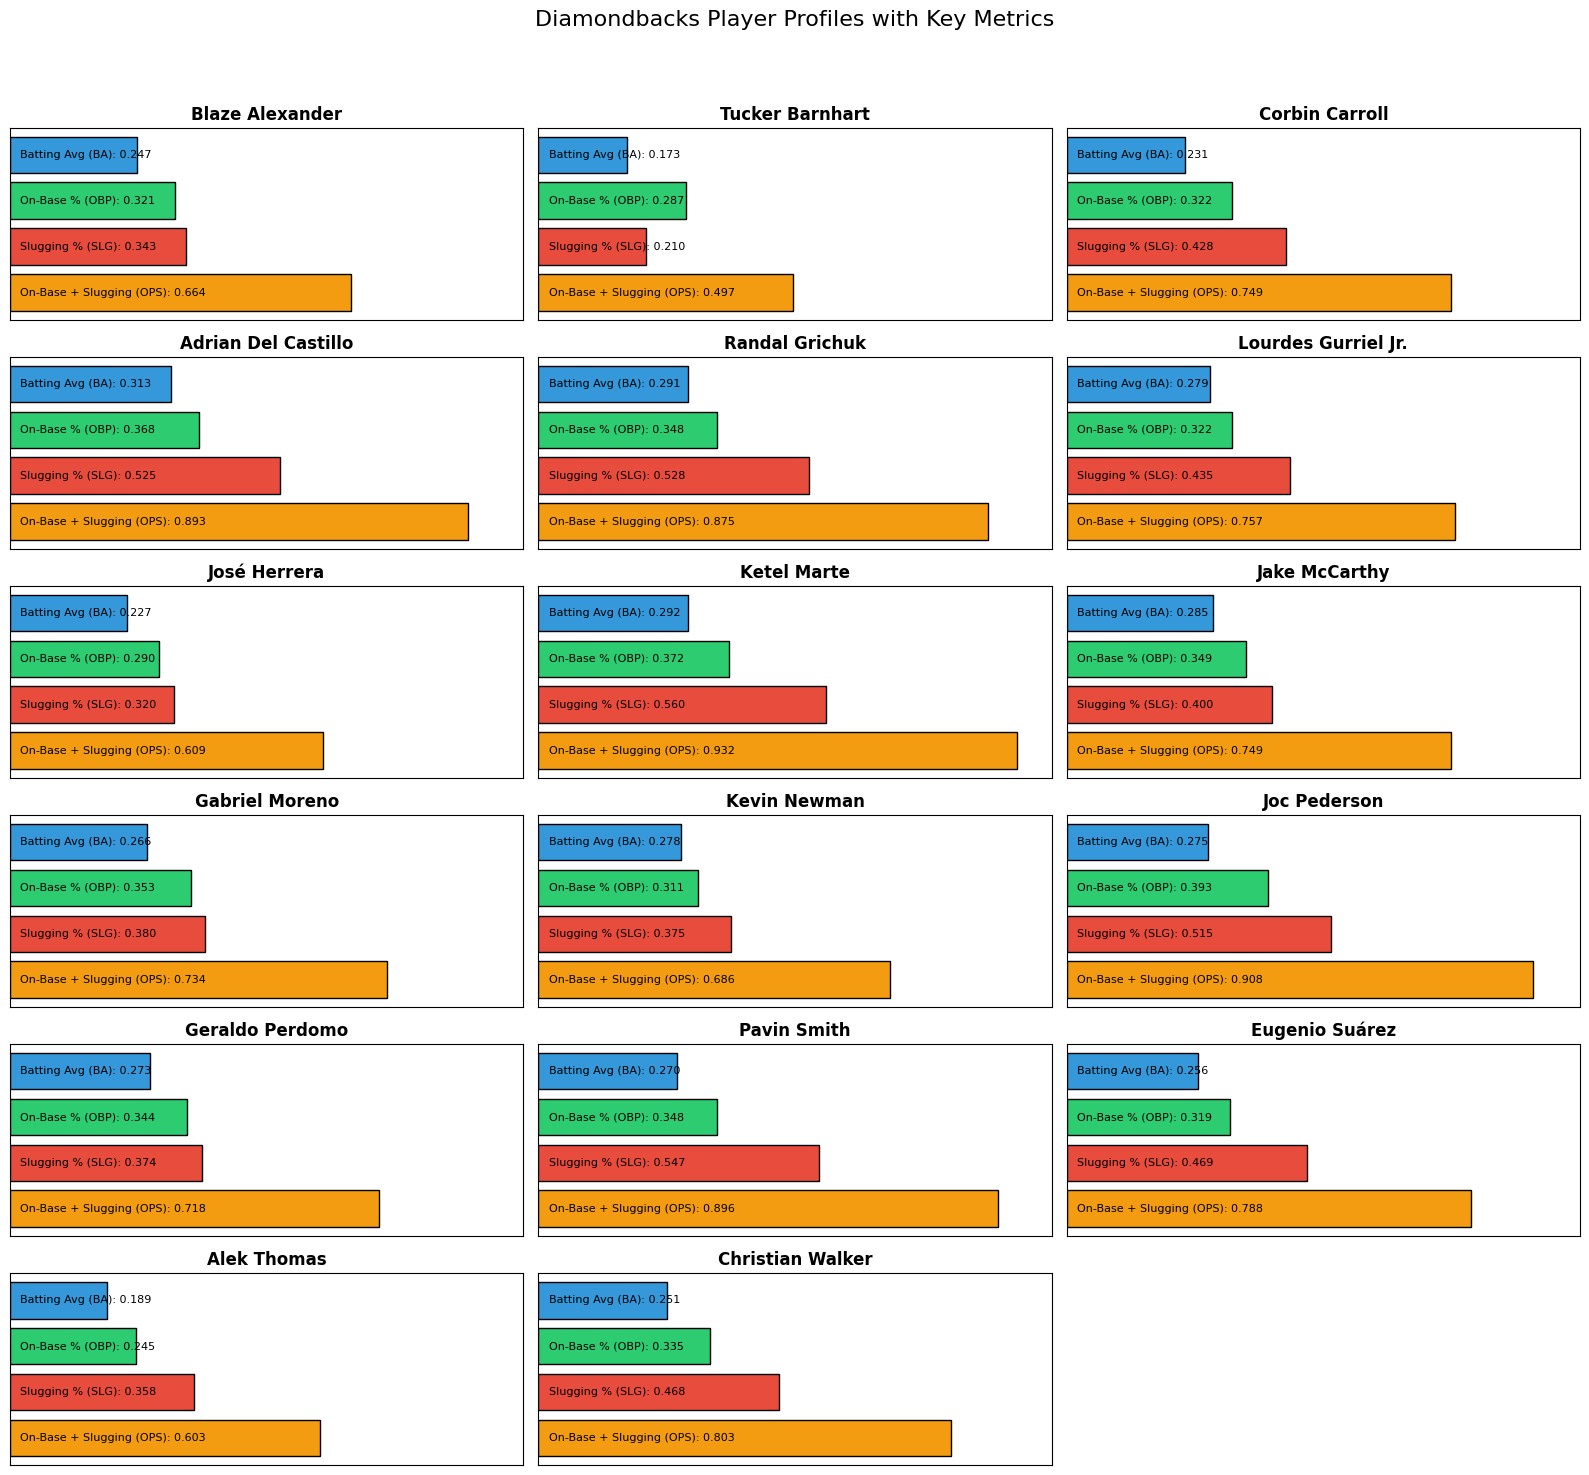 Diamondbacks Player Profiles with Key Metrics
Blaze Alexander
Batting Avg (BA): 0.247
On-Base % (OBP): 0.321
Slugging % (SLG): 0.343
On-Base + Slugging (OPS): 0.664
Tucker Barnhart
Batting Avg (BA): 0.173
On-Base % (OBP): 0.287
Slugging % (SLG): 0.210
On-Base + Slugging (OPS): 0.497
Corbin Carroll
Batting Avg (BA): 0.231
On-Base % (OBP): 0.322
Slugging % (SLG): 0.428
On-Base + Slugging (OPS): 0.749
Adrian Del Castillo
Batting Avg (BA): 0.313
On-Base % (OBP): 0.368
Slugging % (SLG): 0.525
On-Base + Slugging (OPS): 0.893
Randal Grichuk
Batting Avg (BA): 0.291
On-Base % (OBP): 0.348
Slugging % (SLG): 0.528
On-Base + Slugging (OPS): 0.875
Lourdes Gurriel Jr.
Batting Avg (BA): 0.279
On-Base % (OBP): 0.322
Slugging % (SLG): 0.435
On-Base + Slugging (OPS): 0.757
José Herrera
Batting Avg (BA): 0.227
On-Base % (OBP): 0.290
Slugging % (SLG): 0.320
On-Base + Slugging (OPS): 0.609
Ketel Marte
Batting Avg (BA): 0.292
On-Base % (OBP): 0.372
Slugging % (SLG): 0.560
On-Base + Slugging (OPS): 0.932
Jake McCarthy
Batting Avg (BA): 0.285
On-Base % (OBP): 0.349
Slugging % (SLG): 0.400
On-Base + Slugging (OPS): 0.749
Gabriel Moreno
Batting Avg (BA): 0.266
On-Base % (OBP): 0.353
Slugging % (SLG): 0.380
On-Base + Slugging (OPS): 0.734
Kevin Newman
Batting Avg (BA): 0.278
On-Base % (OBP): 0.311
Slugging % (SLG): 0.375
On-Base + Slugging (OPS): 0.686
Joc Pederson
Batting Avg (BA): 0.275
On-Base % (OBP): 0.393
Slugging % (SLG): 0.515
On-Base + Slugging (OPS): 0.908
Geraldo Perdomo
Batting Avg (BA): 0.273
On-Base % (OBP): 0.344
Slugging % (SLG): 0.374
On-Base + Slugging (OPS): 0.718
Pavin Smith
Batting Avg (BA): 0.270
On-Base % (OBP): 0.348
Slugging % (SLG): 0.547
On-Base + Slugging (OPS): 0.896
Eugenio Suárez
Batting Avg (BA): 0.256
On-Base % (OBP): 0.319
Slugging % (SLG): 0.469
On-Base + Slugging (OPS): 0.788
Alek Thomas
Batting Avg (BA): 0.189
On-Base % (OBP): 0.245
Slugging % (SLG): 0.358
On-Base + Slugging (OPS): 0.603
Christian Walker
Batting Avg (BA): 0.251
On-Base % (OBP): 0.335
Slugging % (SLG): 0.468
On-Base + Slugging (OPS): 0.803